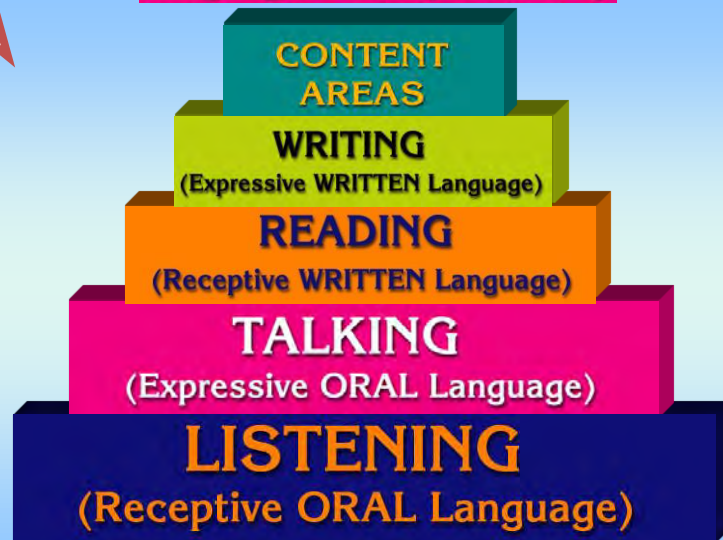 CONTENT
AREAS
WRITING
(Expressive WRITTEN Language)
READING
(Receptive WRITTEN Language)
TALKING
(Expressive ORAL Language)
LISTENING
(Receptive ORAL Language)